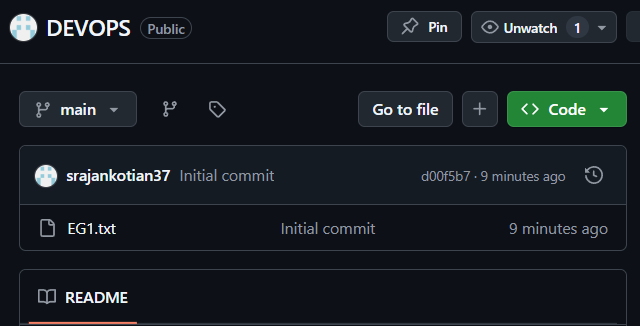 DEVOPS Public Pin Unwatch 1
main Go to file Code
srajankotian37 Initial commit d00f5b7 · 9 minutes ago
EG1.txt Initial commit 9 minutes ago
README